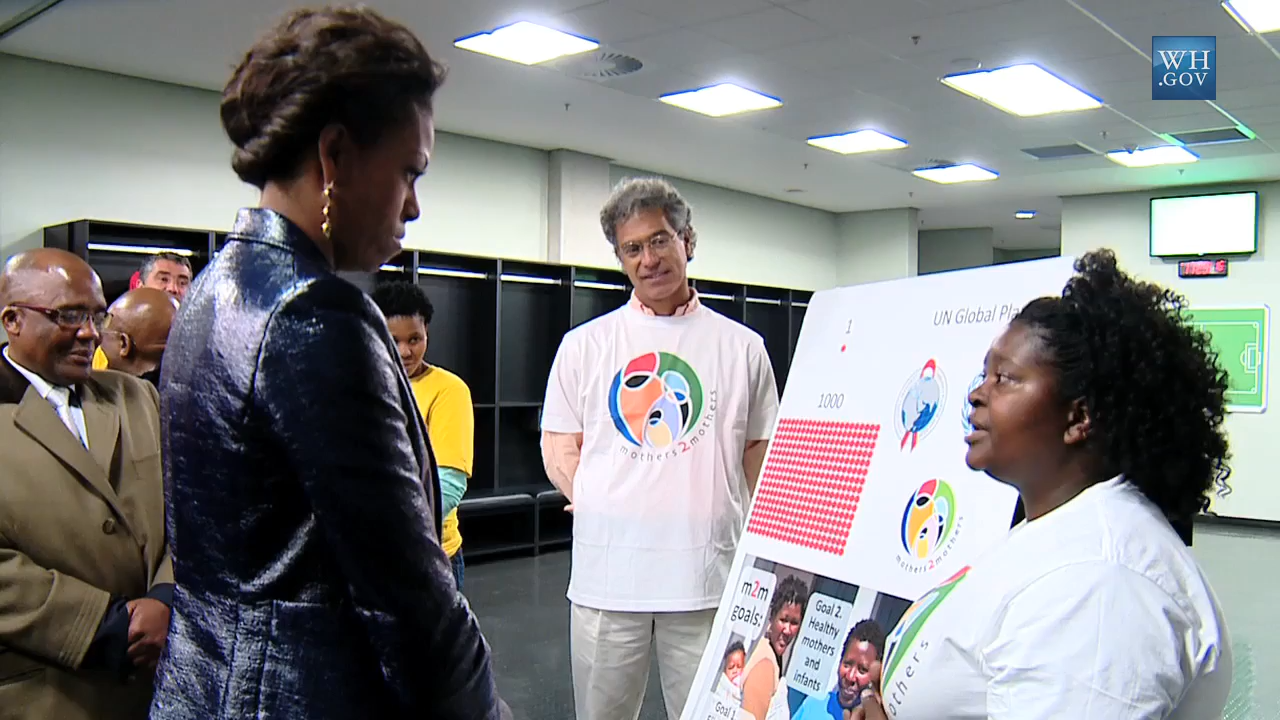 WH
.GOV
1
UN Global Pla
1000
mothers2mothers
mothers2mothers
m2m
goals:
Goal 2.
Healthy
mothers
and
infants
Goal 1.
others